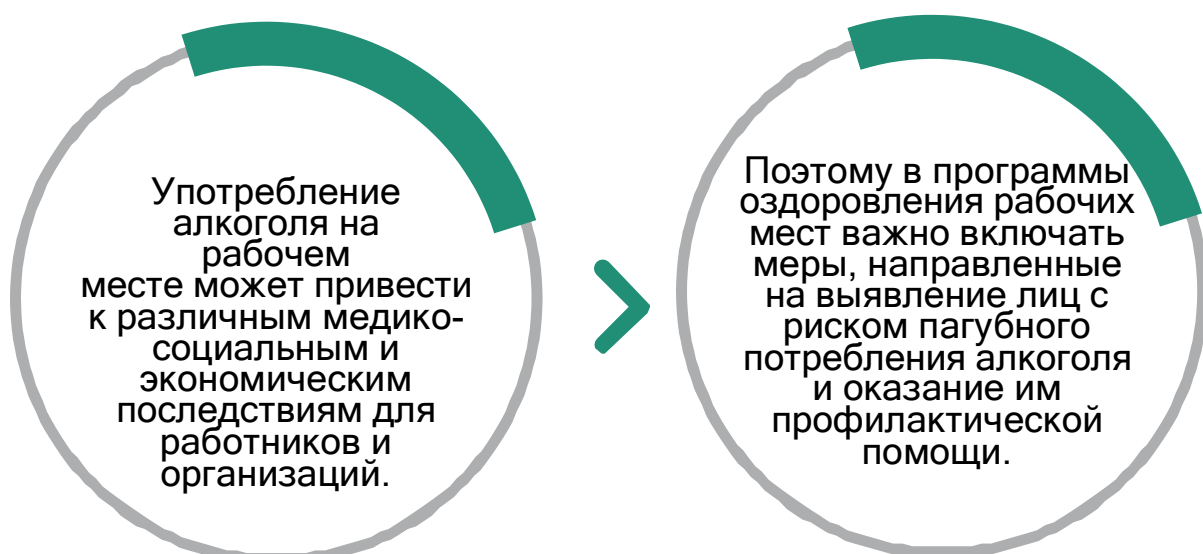 Употребление
алкоголя на
рабочем
месте может привести
к различным медико-
социальным и
экономическим
последствиям для
работников и
организаций.
Поэтому в программы
оздоровления рабочих
мест важно включать
меры, направленные
на выявление лиц с
риском пагубного
потребления алкоголя
и оказание им
профилактической
помощи.